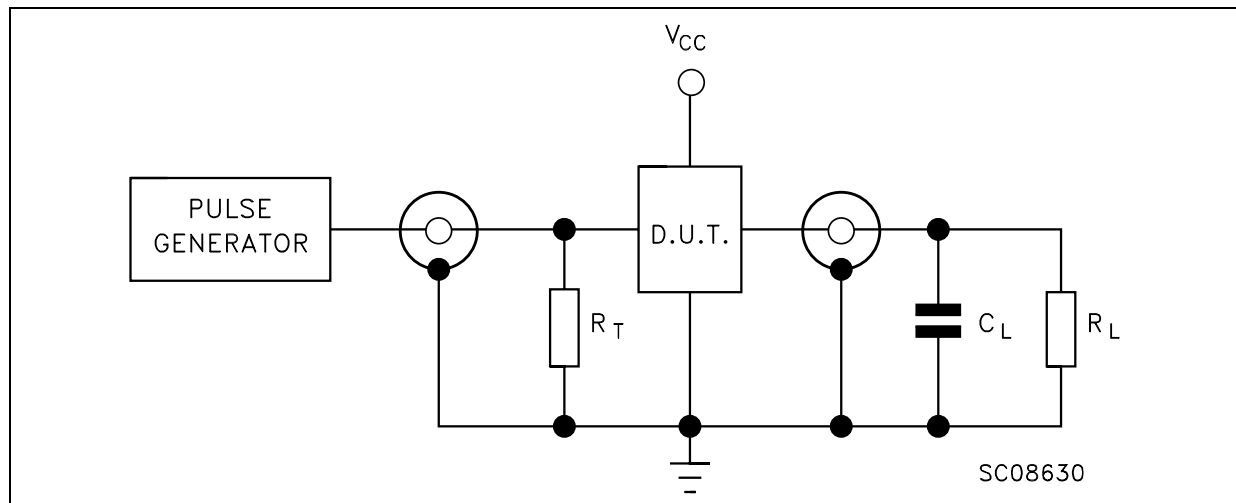 VCC
PULSE
GENERATOR
D.U.T.
RT
CL
RL
SC08630